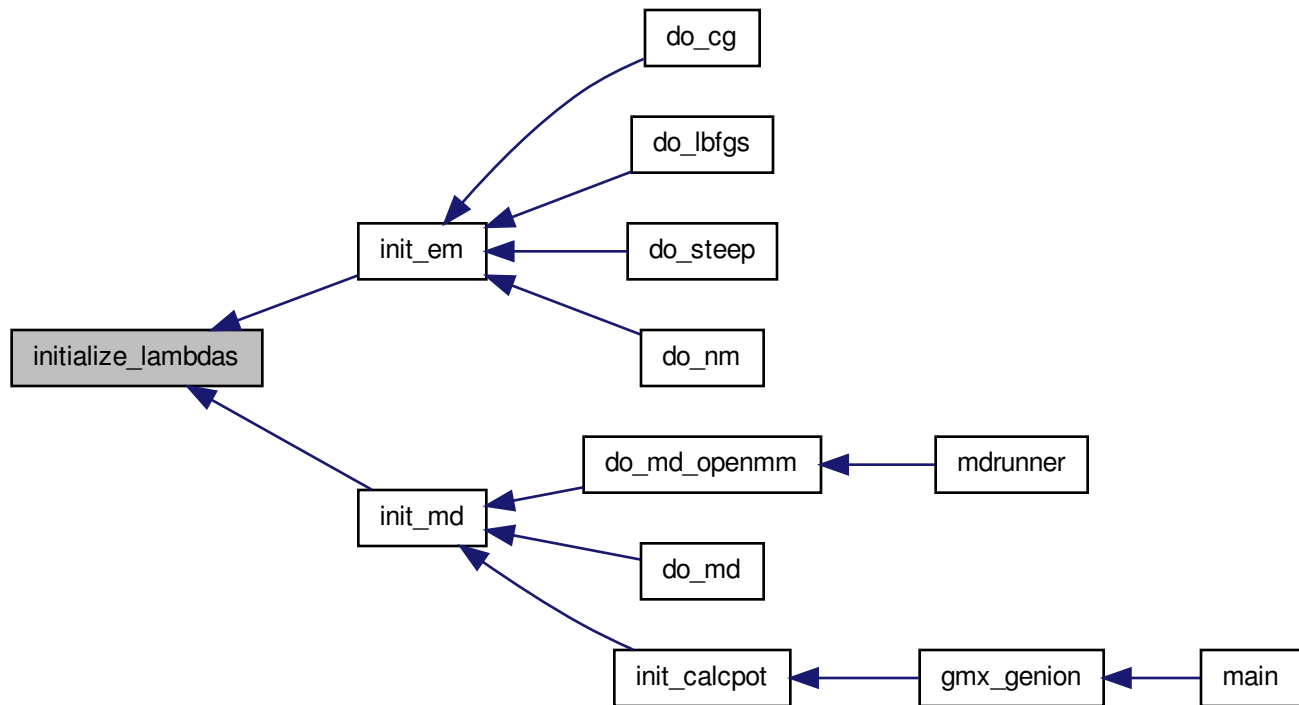 do_cg
do_lbfgs
init_em
do_steep
initialize_lambdas
do_nm
do_md_openmm
mdrunner
init_md
do_md
init_calcpot
gmx_genion
main